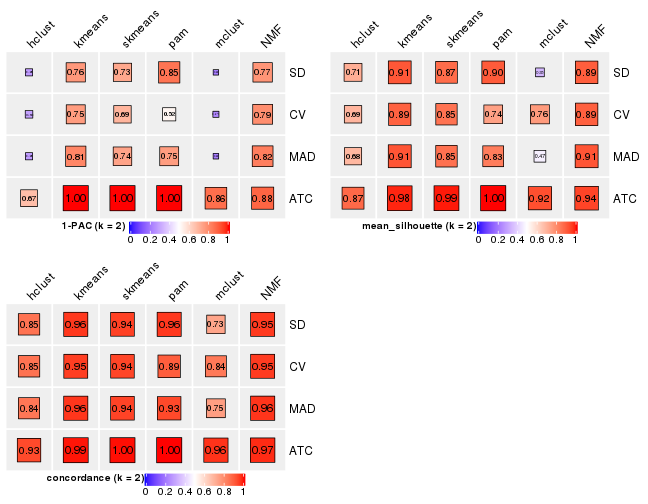 hclust kmeans skmeans pam mclust NMF
0.76 0.73 0.85 0.77 SD
0.75 0.69 0.52 0.79 CV
0.81 0.74 0.75 0.82 MAD
0.67 1.00 1.00 1.00 0.86 0.88 ATC
1-PAC (k = 2)
0 0.2 0.4 0.6 0.8 1
hclust kmeans skmeans pam mclust NMF
0.71 0.91 0.87 0.90 0.89 SD
0.69 0.89 0.85 0.74 0.76 0.89 CV
0.68 0.91 0.85 0.83 0.47 0.91 MAD
0.87 0.98 0.99 1.00 0.92 0.94 ATC
mean_silhouette (k = 2)
0 0.2 0.4 0.6 0.8 1
hclust kmeans skmeans pam mclust NMF
0.85 0.96 0.94 0.96 0.73 0.95 SD
0.85 0.95 0.94 0.89 0.84 0.95 CV
0.84 0.96 0.94 0.93 0.75 0.96 MAD
0.93 0.99 1.00 1.00 0.96 0.97 ATC
concordance (k = 2)
0 0.2 0.4 0.6 0.8 1